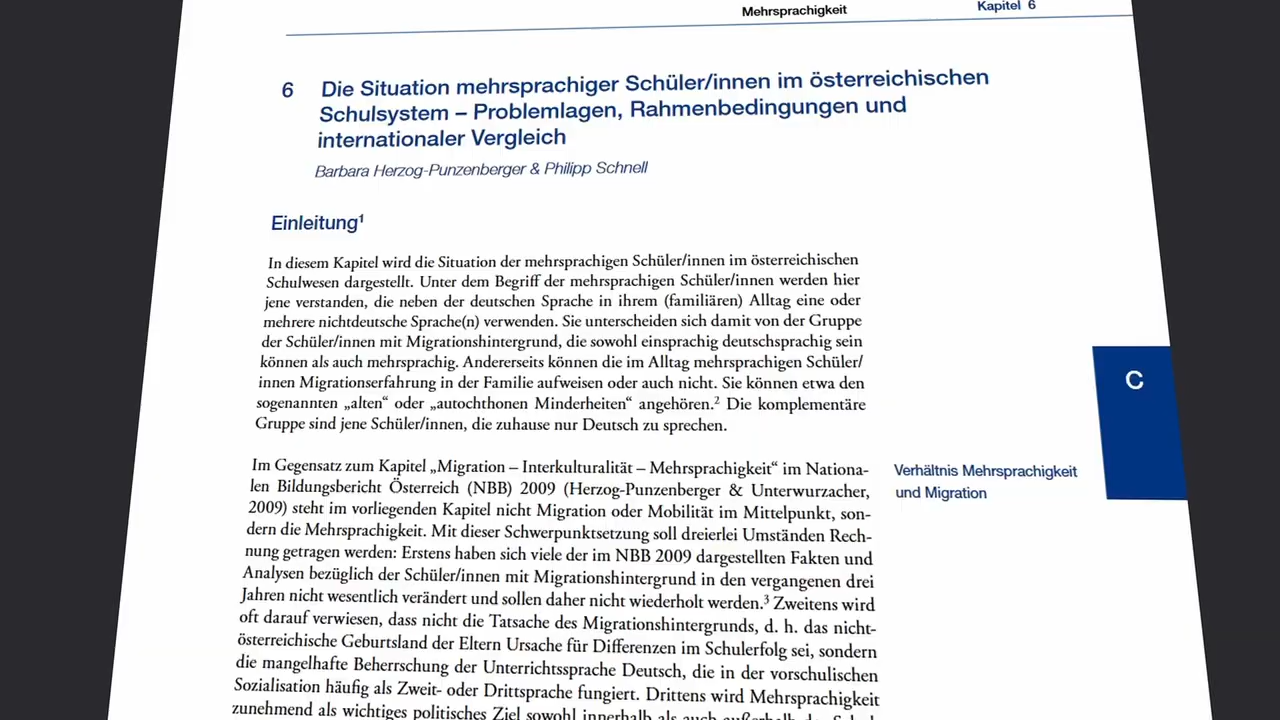 Mehrsprachigkeit
Kapitel 6
6 Die Situation mehrsprachiger Schüler/innen im österreichischen
Schulsystem – Problemlagen, Rahmenbedingungen und
internationaler Vergleich
Barbara Herzog-Punzenberger & Philipp Schnell
Einleitung¹
In diesem Kapitel wird die Situation der mehrsprachigen Schüler/innen im österreichischen
Schulwesen dargestellt. Unter dem Begriff der mehrsprachigen Schüler/innen werden hier
jene verstanden, die neben der deutschen Sprache in ihrem (familiären) Alltag eine oder
mehrere nichtdeutsche Sprache(n) verwenden. Sie unterscheiden sich damit von der Gruppe
der Schüler/innen mit Migrationshintergrund, die sowohl einsprachig deutschsprachig sein
können als auch mehrsprachig. Andererseits können die im Alltag mehrsprachigen Schüler/
innen Migrationserfahrung in der Familie aufweisen oder auch nicht. Sie können etwa den
sogenannten „alten“ oder „autochthonen Minderheiten“ angehören.² Die komplementäre
Gruppe sind jene Schüler/innen, die zuhause nur Deutsch zu sprechen.
Im Gegensatz zum Kapitel „Migration – Interkulturalität – Mehrsprachigkeit“ im Nationa-
len Bildungsbericht Österreich (NBB) 2009 (Herzog-Punzenberger & Unterwurzacher,
2009) steht im vorliegenden Kapitel nicht Migration oder Mobilität im Mittelpunkt, son-
dern die Mehrsprachigkeit. Mit dieser Schwerpunktsetzung soll dreierlei Umständen Rech-
nung getragen werden: Erstens haben sich viele der im NBB 2009 dargestellten Fakten und
Analysen bezüglich der Schüler/innen mit Migrationshintergrund in den vergangenen drei
Jahren nicht wesentlich verändert und sollen daher nicht wiederholt werden.³ Zweitens wird
oft darauf verwiesen, dass nicht die Tatsache des Migrationshintergrunds, d. h. das nicht-
österreichische Geburtsland der Eltern Ursache für Differenzen im Schulerfolg sei, sondern
die mangelhafte Beherrschung der Unterrichtssprache Deutsch, die in der vorschulischen
Sozialisation häufig als Zweit- oder Drittsprache fungiert. Drittens wird Mehrsprachigkeit
zunehmend als wichtiges politisches Ziel sowohl innerhalb als auch außerhalb
C
Verhältnis Mehrsprachigkeit
und Migration